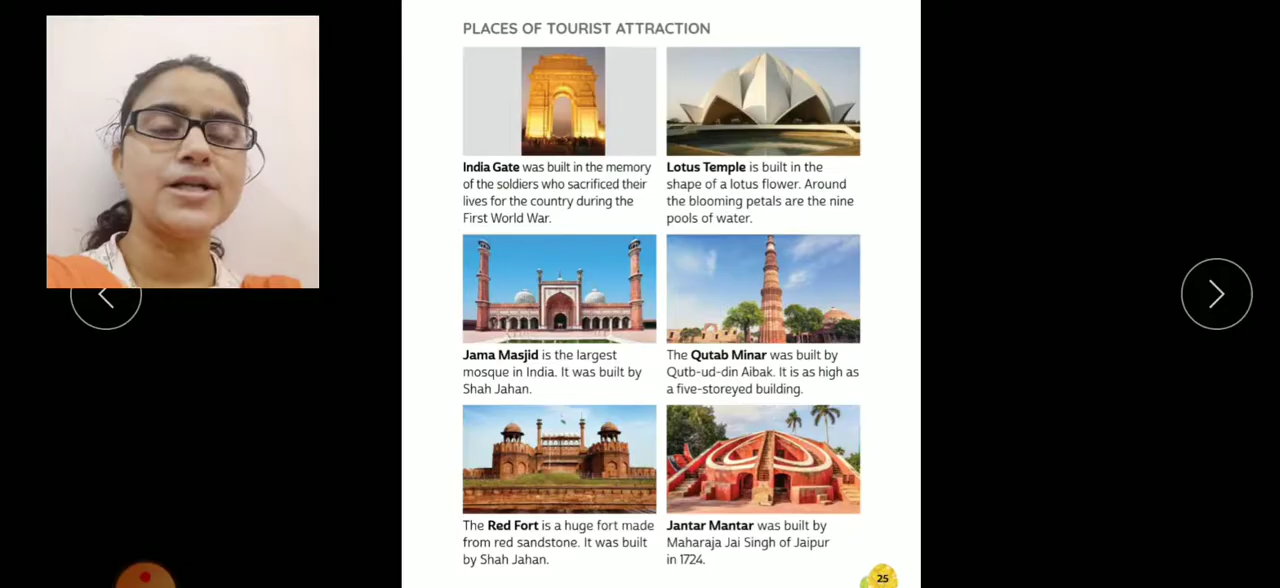 PLACES OF TOURIST ATTRACTION
India Gate was built in the memory
of the soldiers who sacrificed their
lives for the country during the
First World War.
Lotus Temple is built in the
shape of a lotus flower. Around
the blooming petals are the nine
pools of water.
Jama Masjid is the largest
mosque in India. It was built by
Shah Jahan.
The Qutab Minar was built by
Qutb-ud-din Aibak. It is as high as
a five-storeyed building.
The Red Fort is a huge fort made
from red sandstone. It was built
by Shah Jahan.
Jantar Mantar was built by
Maharaja Jai Singh of Jaipur
in 1724.
25